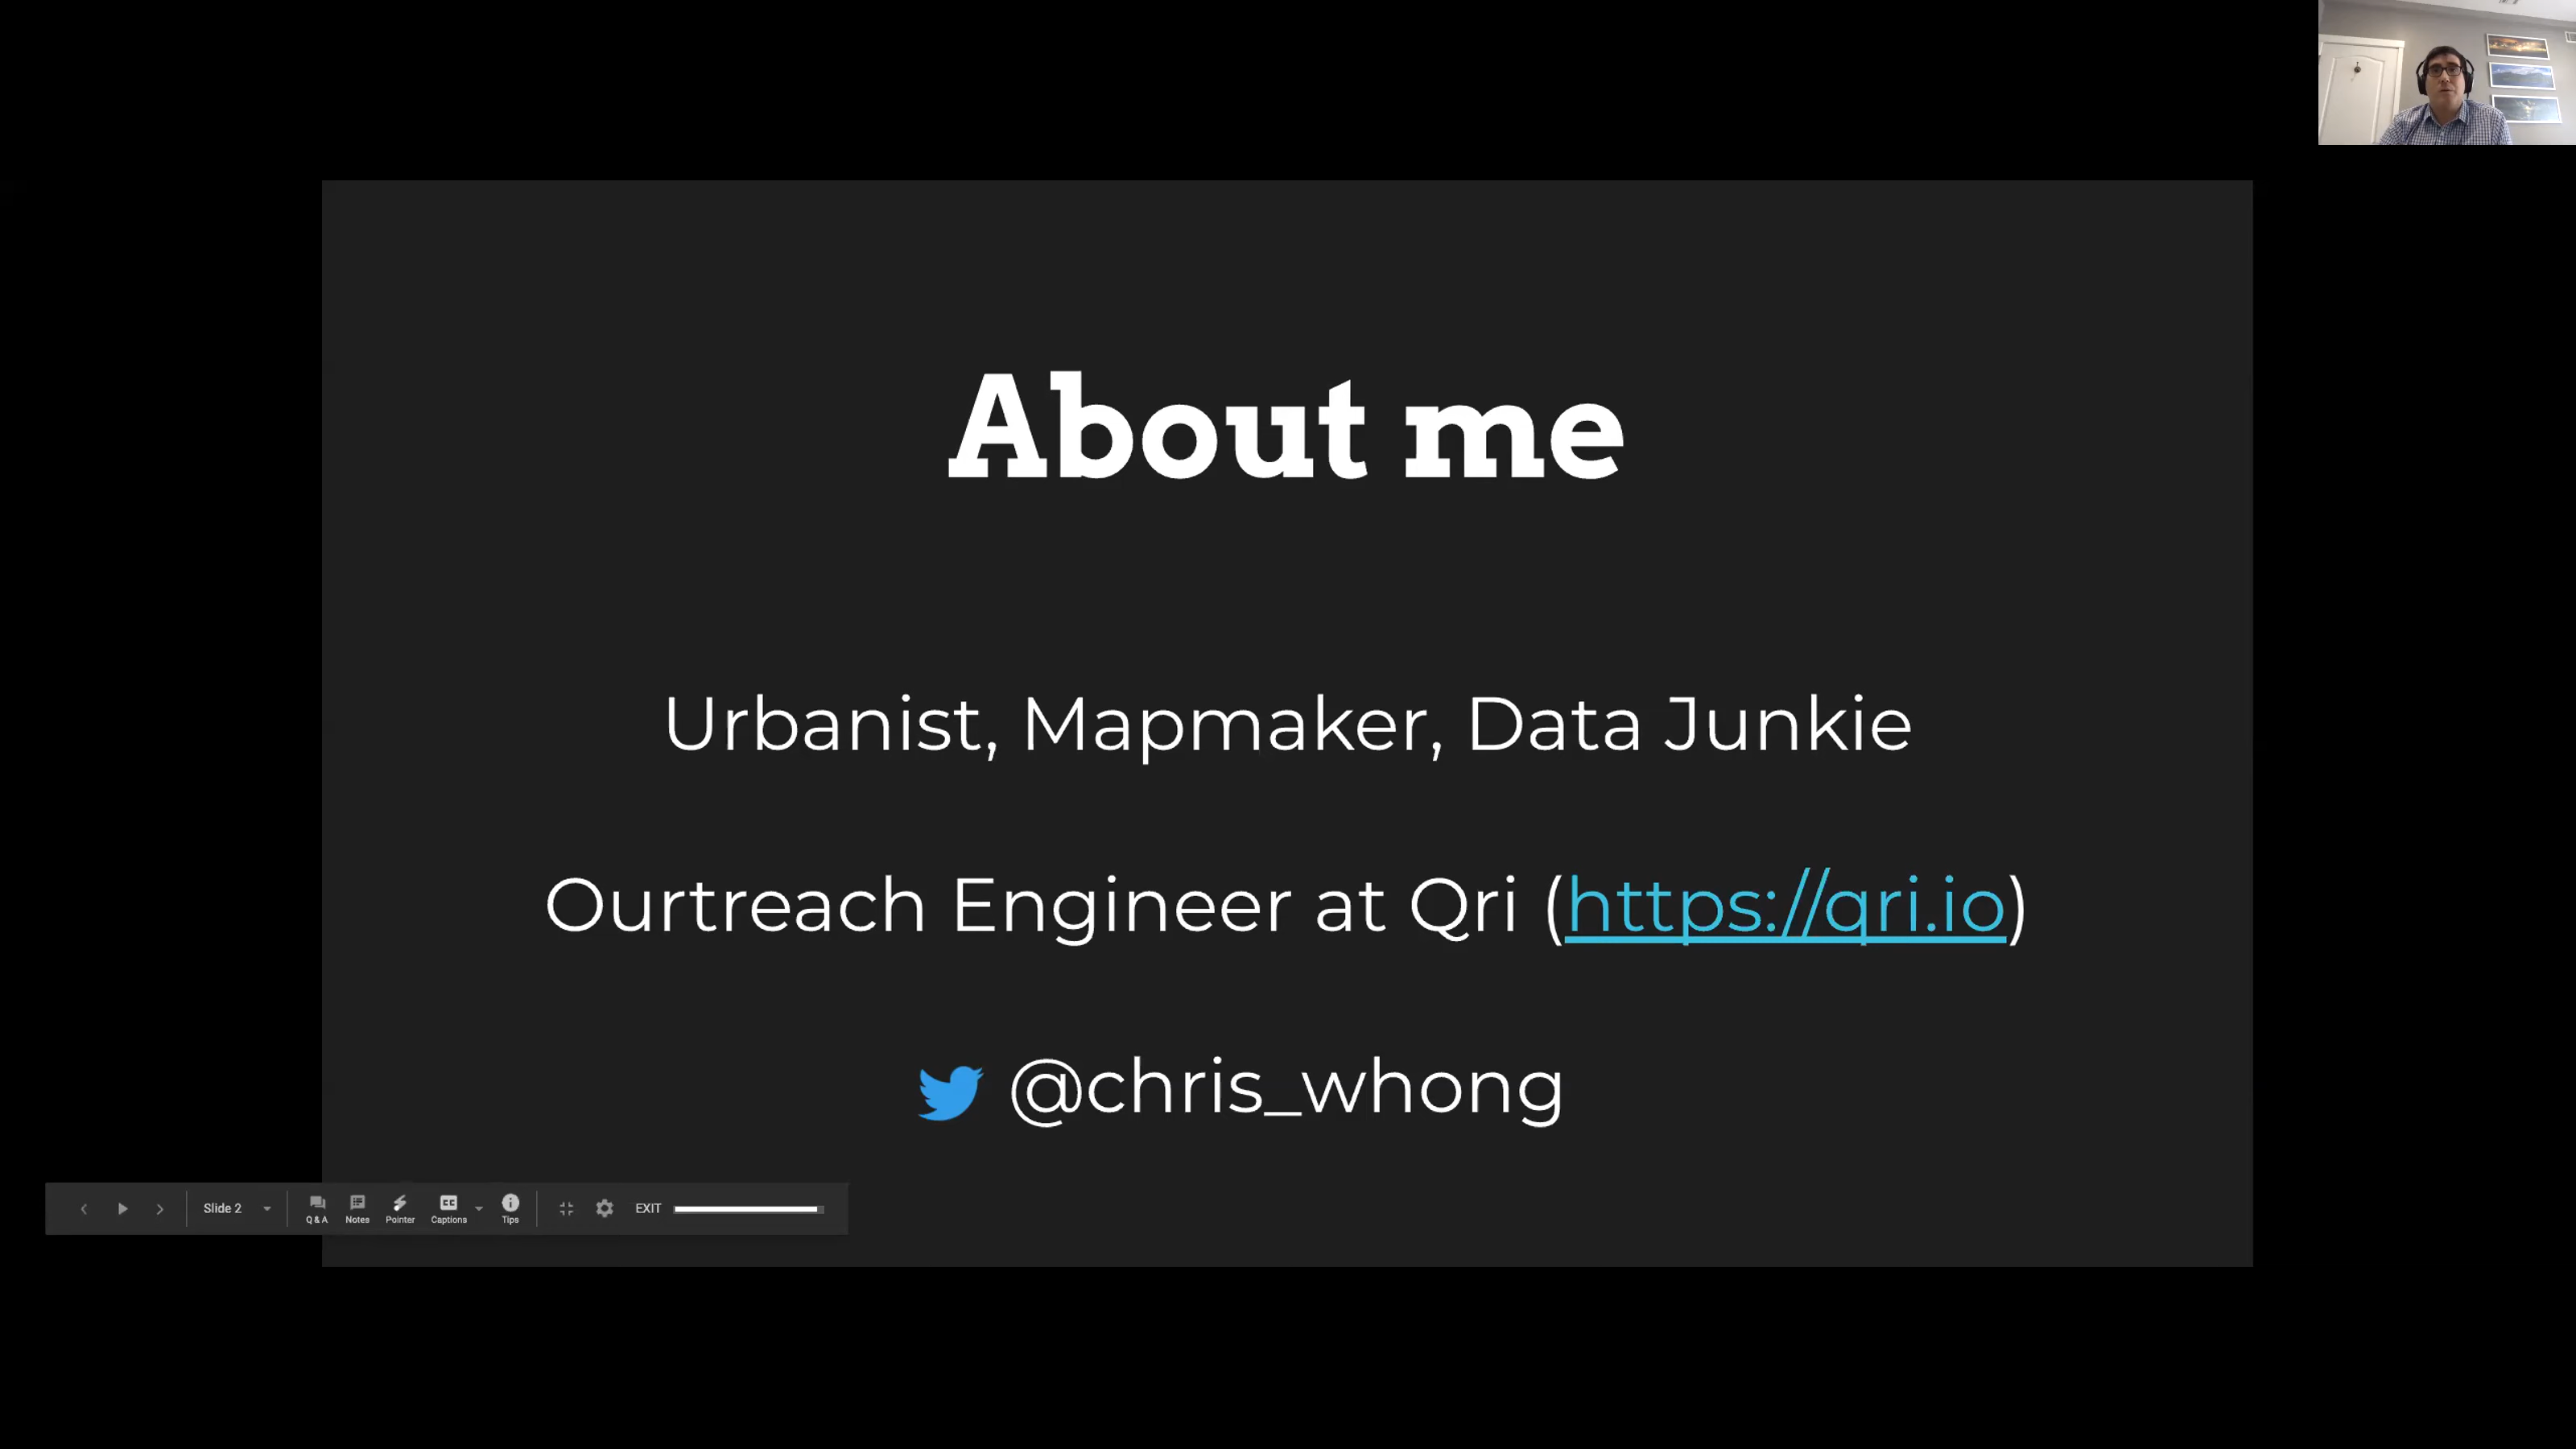 About me
Urbanist, Mapmaker, Data Junkie
Ourtreach Engineer at Qri (https://qri.io)
@chris_whong
Slide 2
Q & A
Notes
Pointer
CC
Captions
Tips
EXIT